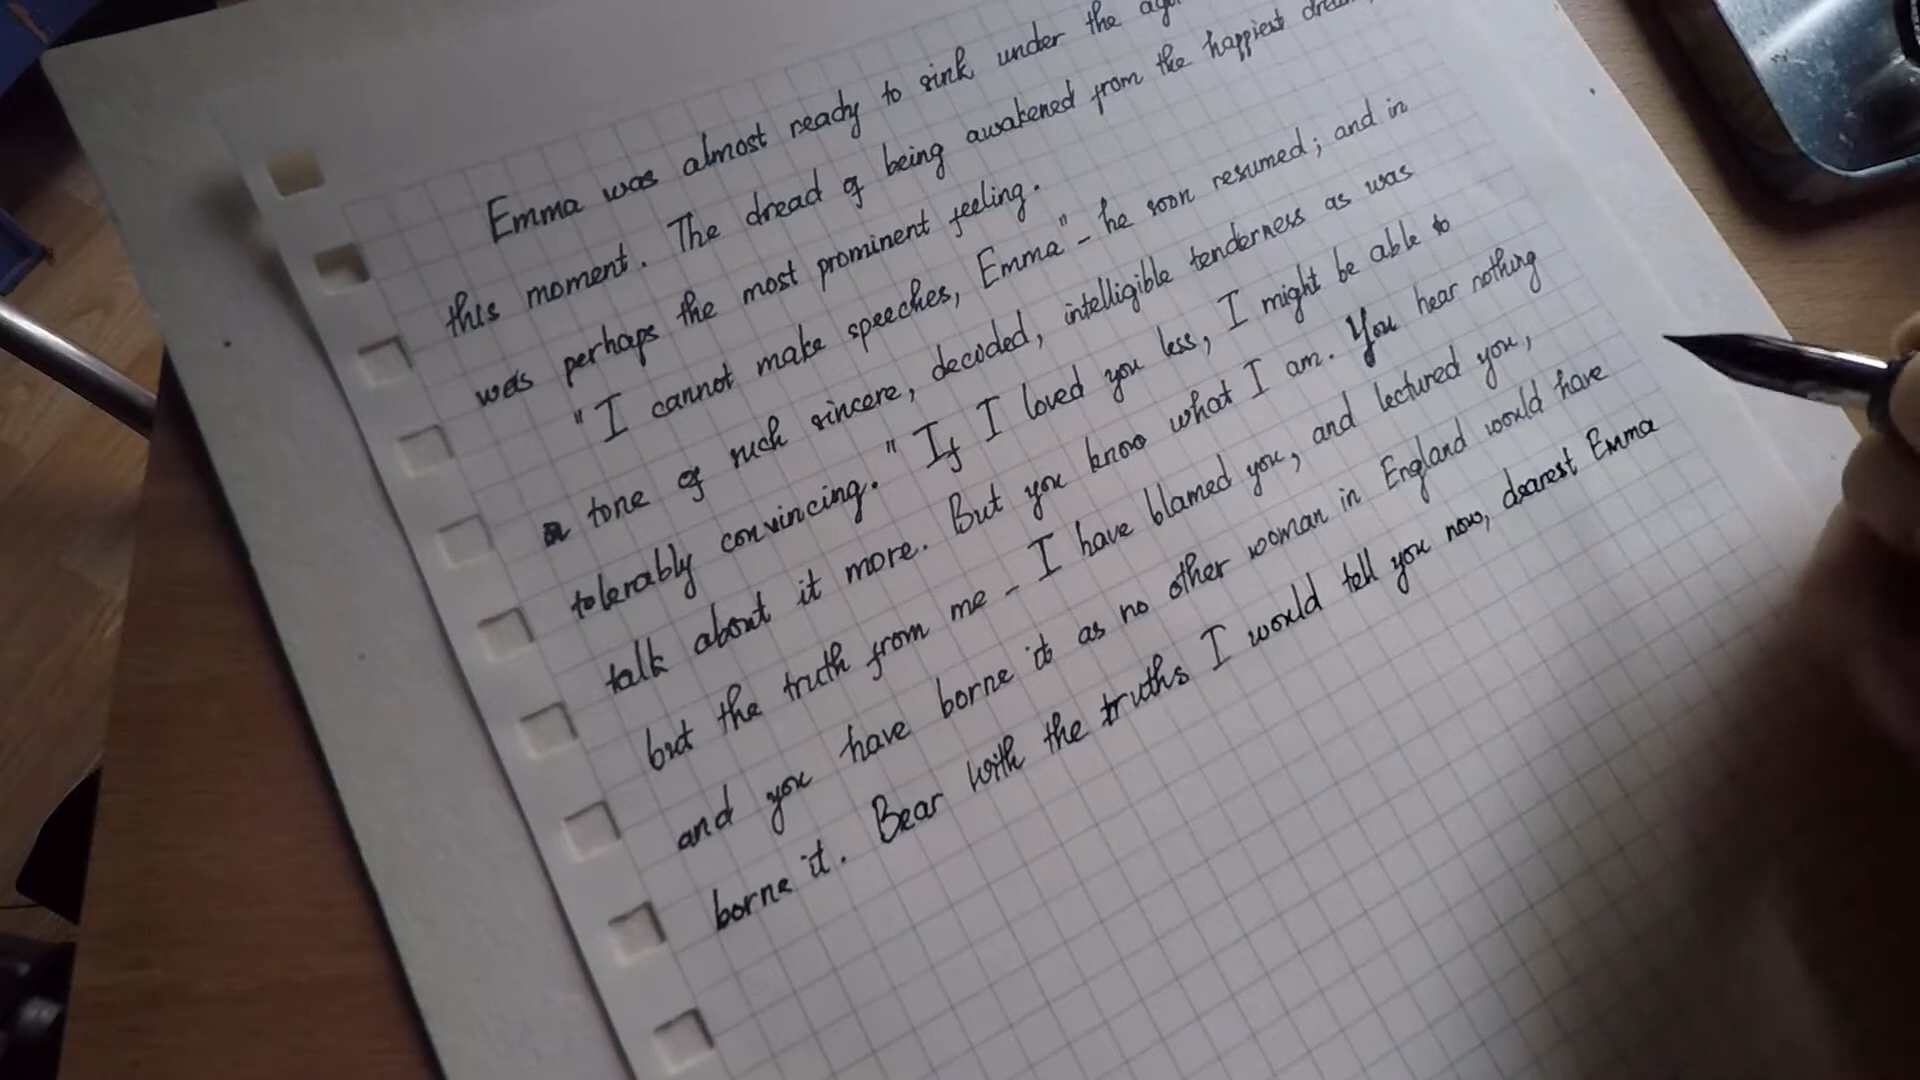 Emma was almost ready to sink under the
this moment. The dread of being awakened from the happiest
was perhaps the most prominent feeling.
"I cannot make speeches, Emma" - he soon resumed; and in
a tone of such sincere, decoded, intelligible tenderness as was
tolerably convincing. "If I loved you less, I might be able to
talk about it more. But you know what I am. You hear nothing
but the truth from me - I have blamed you, and lectured you,
and you have borne it as no other woman in England would have
borne it. Bear with the truths I would tell you now, dearest Emma